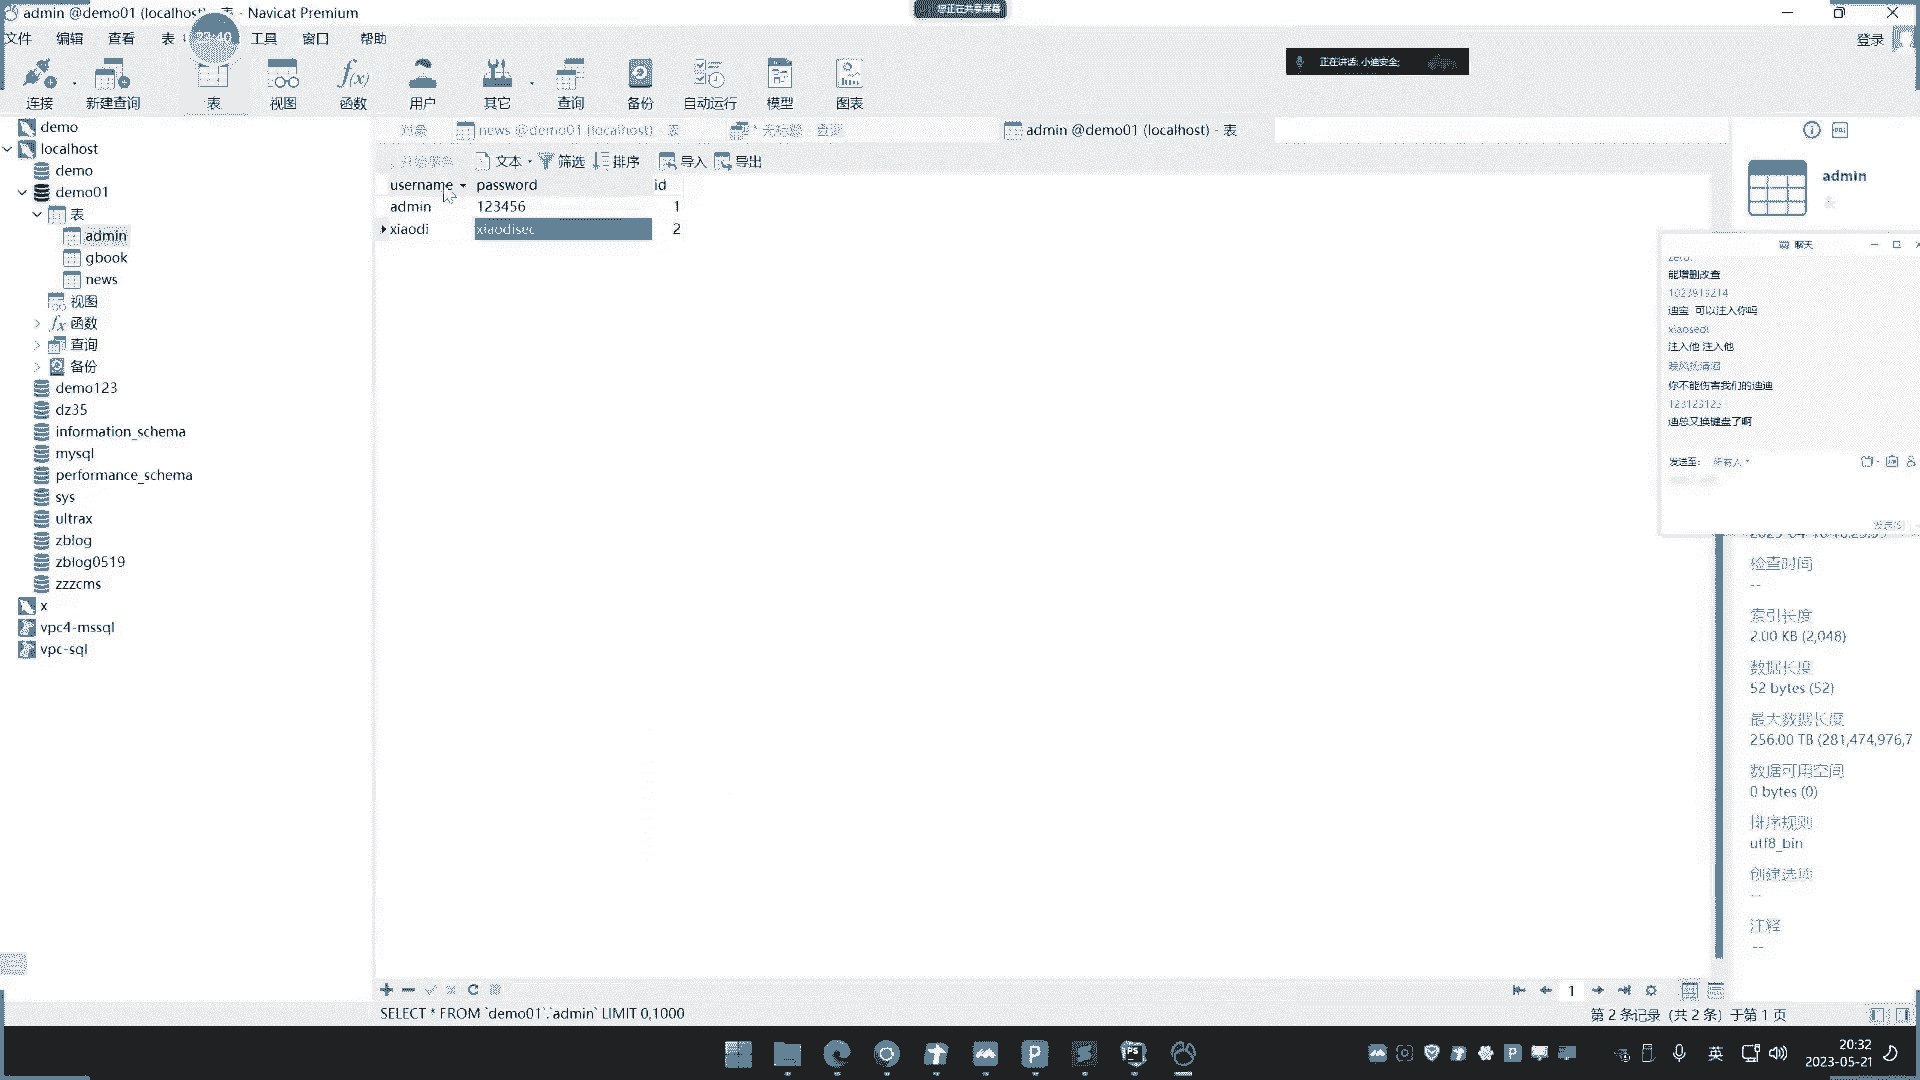 admin @demo01 (localhost) - 表 - Navicat Premium
您正在共享屏幕
文件 编辑 查看 表 工具 窗口 帮助
22:40
登录
正在讲话: 小迪安全;
连接 新建查询 表 视图 函数 用户 其它 查询 备份 自动运行 模型 图表
对象 news @demo01 (localhost) - 表 * 无标题 - 查询 admin @demo01 (localhost) - 表
文本 筛选 排序 导入 导出
username password id
admin 123456 1
xiaodi xiaodisec 2
demo
localhost
demo
demo01
表
admin
gbook
news
视图
函数
查询
备份
demo123
dz35
information_schema
mysql
performance_schema
sys
ultrax
zblog
zblog0519
zzzcms
x
vpc4-mssql
vpc-sql
admin
表
聊天
能增删改查
可以注入你吗
xiaosedi
注入他 注入他
你不能伤害我们的迪迪
123123123
迪总又换键盘了啊
发送至: 所有人
检查时间
--
索引长度
2.00 KB (2,048)
数据长度
52 bytes (52)
最大数据长度
256.00 TB (281,474,976,7
数据可用空间
0 bytes (0)
排序规则
utf8_bin
创建选项
--
注释
--
1
SELECT * FROM `demo01`.`admin` LIMIT 0,1000
第 2 条记录 (共 2 条) 于第 1 页
英
20:32
2023-05-21